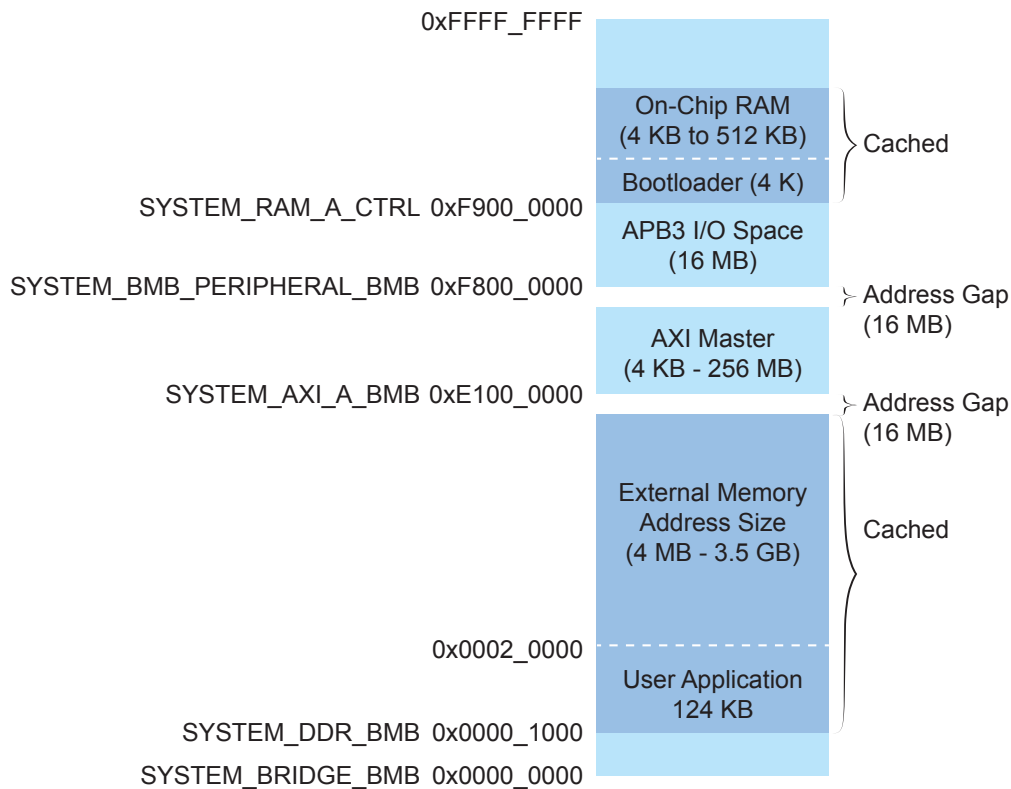 0xFFFF_FFFF
On-Chip RAM
(4 KB to 512 KB)
Cached
Bootloader (4 K)
SYSTEM_RAM_A_CTRL 0xF900_0000
APB3 I/O Space
(16 MB)
SYSTEM_BMB_PERIPHERAL_BMB 0xF800_0000
Address Gap
(16 MB)
AXI Master
(4 KB - 256 MB)
SYSTEM_AXI_A_BMB 0xE100_0000
Address Gap
(16 MB)
External Memory
Address Size
(4 MB - 3.5 GB)
Cached
0x0002_0000
User Application
124 KB
SYSTEM_DDR_BMB 0x0000_1000
SYSTEM_BRIDGE_BMB 0x0000_0000